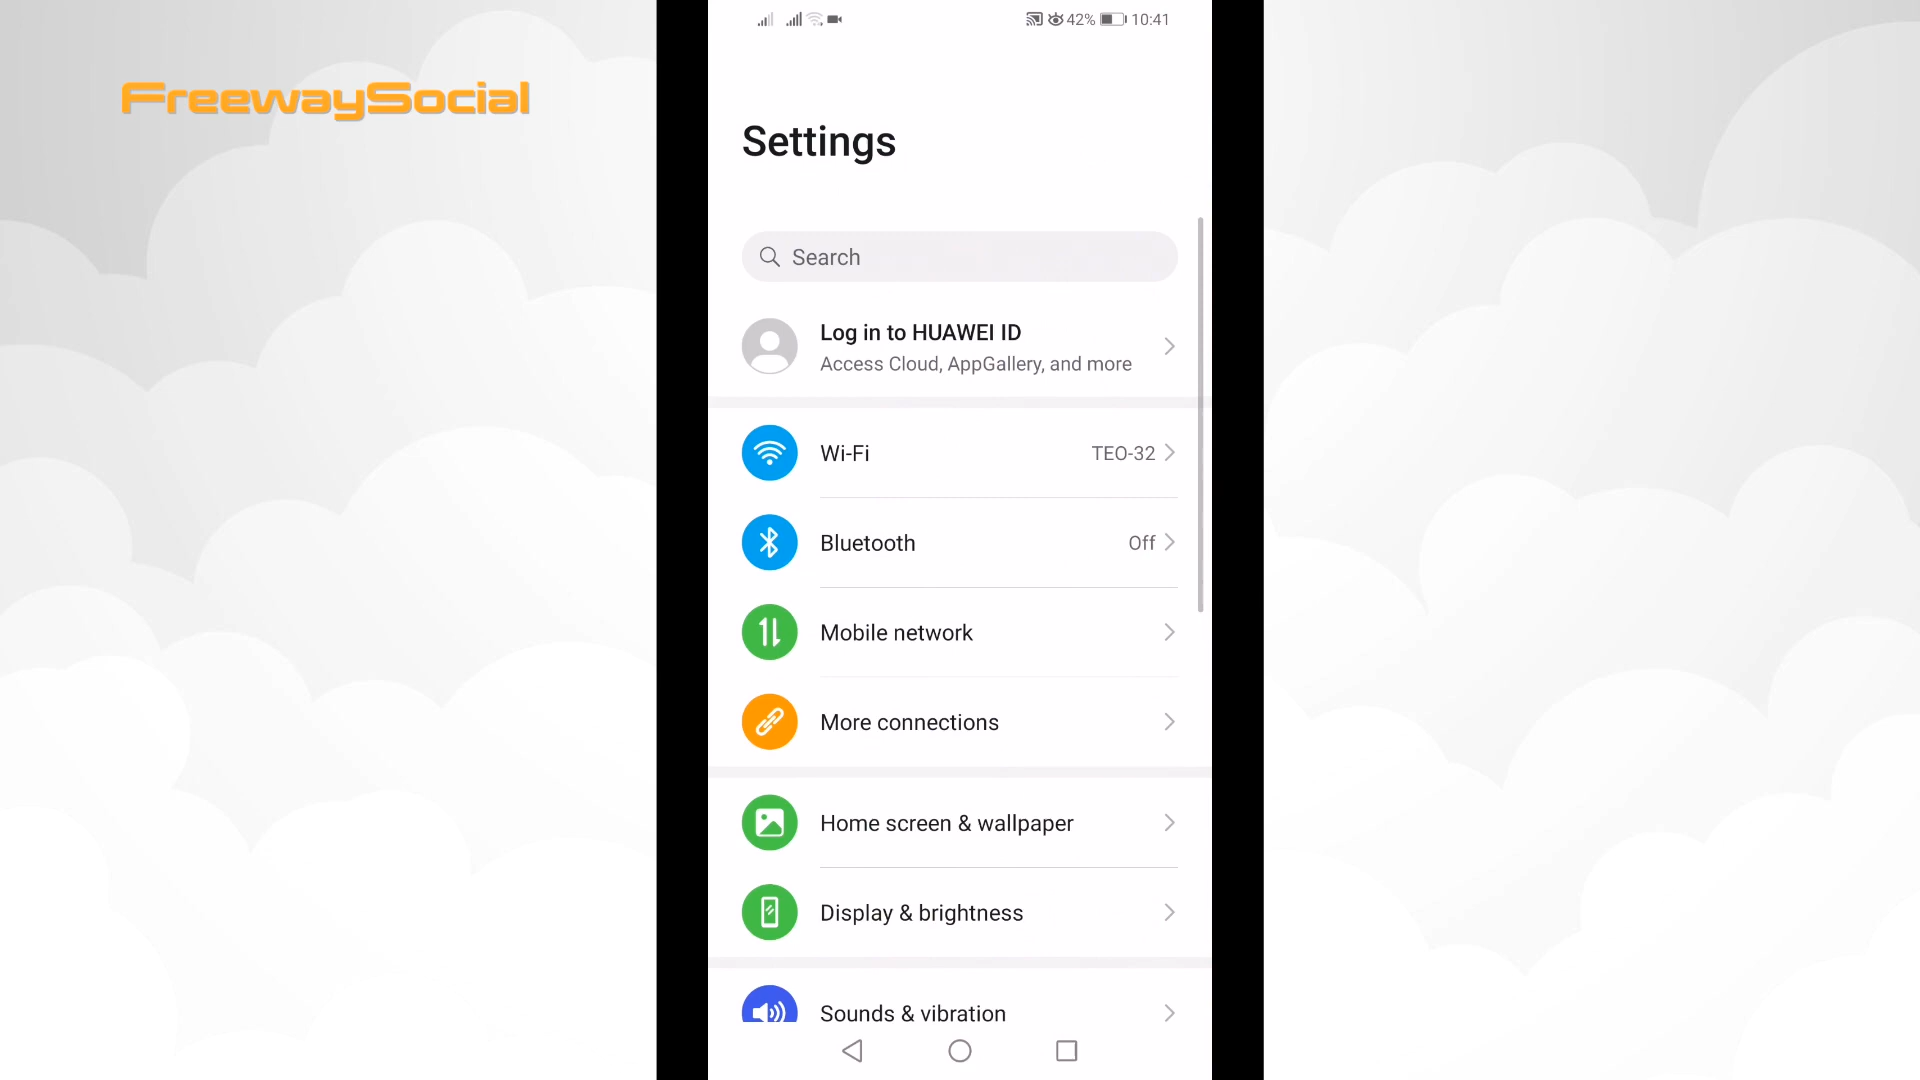 42% 10:41
FreewaySocial
Settings
Search
Log in to HUAWEI ID
Access Cloud, AppGallery, and more
Wi-Fi TEO-32
Bluetooth Off
Mobile network
More connections
Home screen & wallpaper
Display & brightness
Sounds & vibration